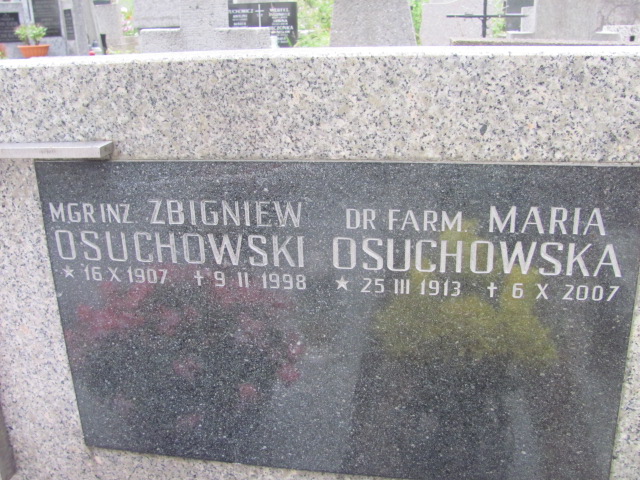 MGR INŻ ZBIGNIEW
OSUCHOWSKI
★ 16 X 1907 ✝ 9 II 1998
DR FARM MARIA
OSUCHOWSKA
★ 25 III 1913 ✝ 6 X 2007